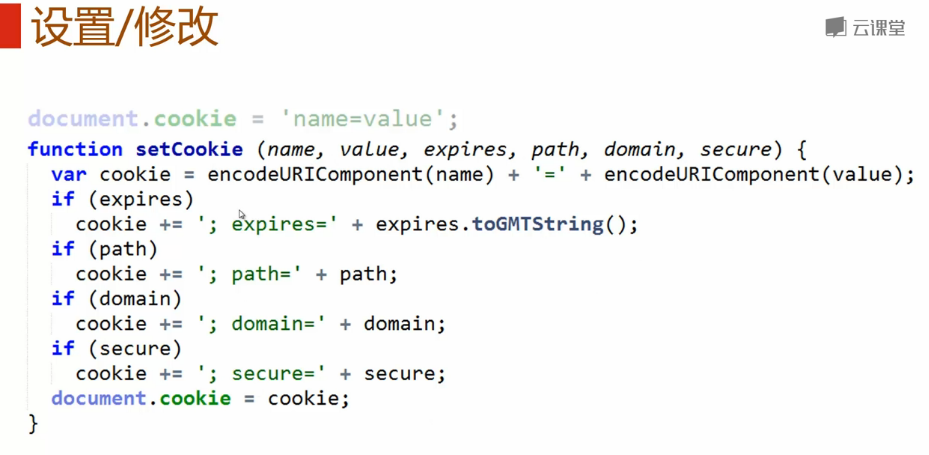 设置/修改
云课堂
document.cookie = 'name=value';
function setCookie (name, value, expires, path, domain, secure) {
  var cookie = encodeURIComponent(name) + '=' + encodeURIComponent(value);
  if (expires)
    cookie += '; expires=' + expires.toGMTString();
  if (path)
    cookie += '; path=' + path;
  if (domain)
    cookie += '; domain=' + domain;
  if (secure)
    cookie += '; secure=' + secure;
  document.cookie = cookie;
}